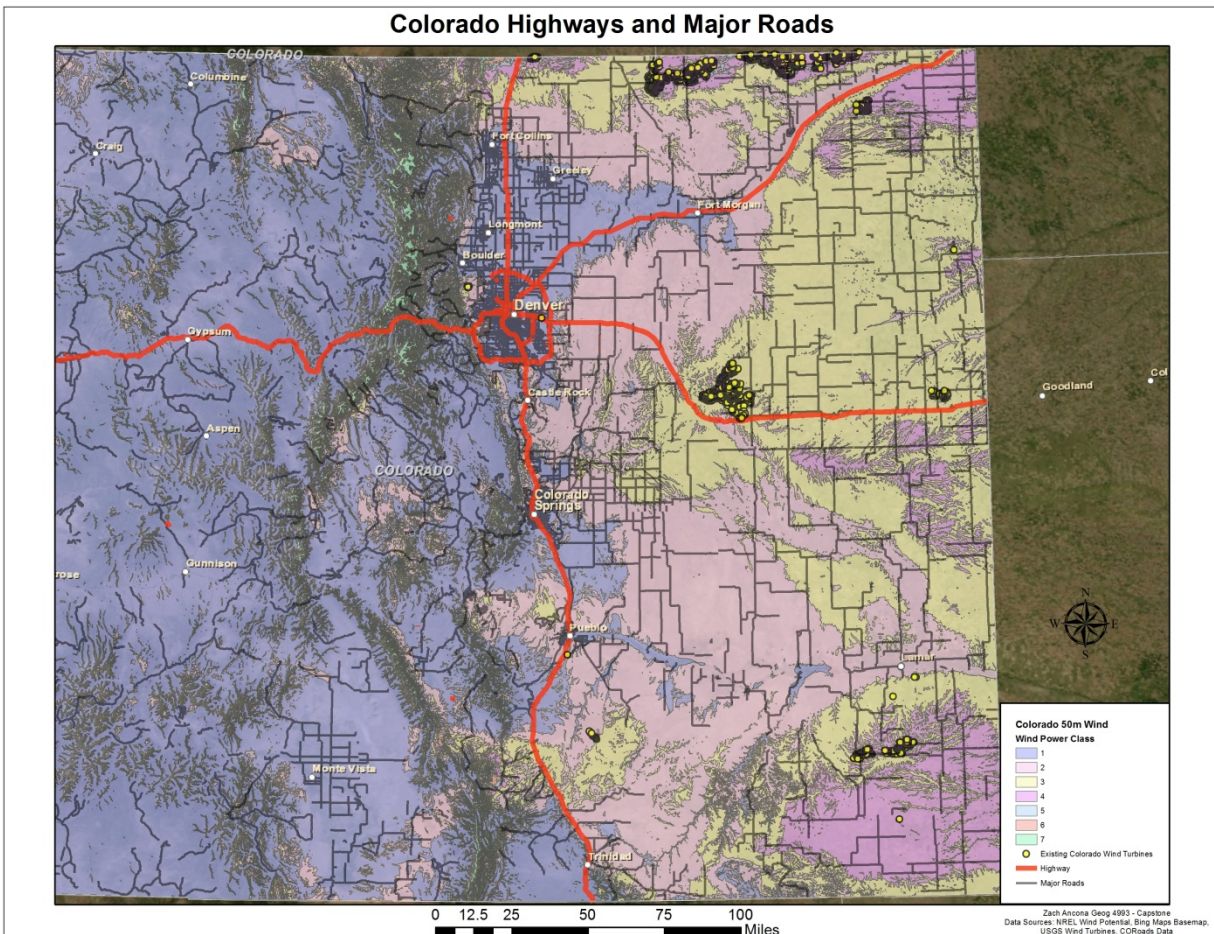 Colorado Highways and Major Roads
COLORADO
Columbine
Craig
Fort Collins
Greeley
Fort Morgan
Longmont
Boulder
Denver
Gypsum
Castle Rock
Goodland
Col
Aspen
COLORADO
Colorado
Springs
Gunnison
rose
Pueblo
Lamar
Monte Vista
Trinidad
N
W
E
S
Colorado 50m Wind
Wind Power Class
1
2
3
4
5
6
7
Existing Colorado Wind Turbines
Highway
Major Roads
0 12.5 25 50 75 100
Miles
Zach Ancona Geog 4993 - Capstone
Data Sources: NREL Wind Potential, Bing Maps Basemap,
USGS Wind Turbines, CORoads Data